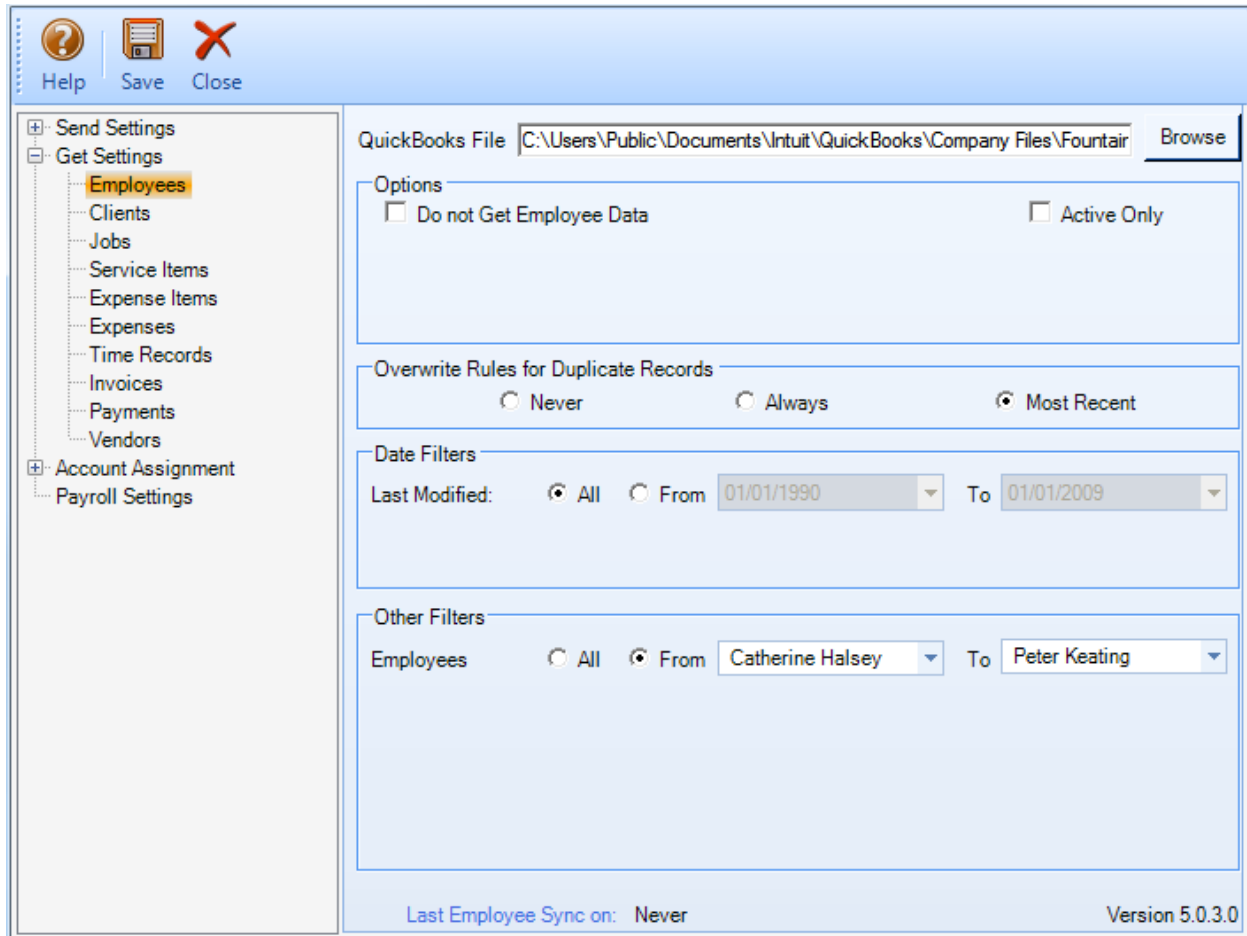 Help Save Close
Send Settings
Get Settings
Employees
Clients
Jobs
Service Items
Expense Items
Expenses
Time Records
Invoices
Payments
Vendors
Account Assignment
Payroll Settings
QuickBooks File C:\Users\Public\Documents\Intuit\QuickBooks\Company Files\Fountain Browse
Options
Do not Get Employee Data Active Only
Overwrite Rules for Duplicate Records
Never Always Most Recent
Date Filters
Last Modified: All From 01/01/1990 To 01/01/2009
Other Filters
Employees All From Catherine Halsey To Peter Keating
Last Employee Sync on: Never Version 5.0.3.0